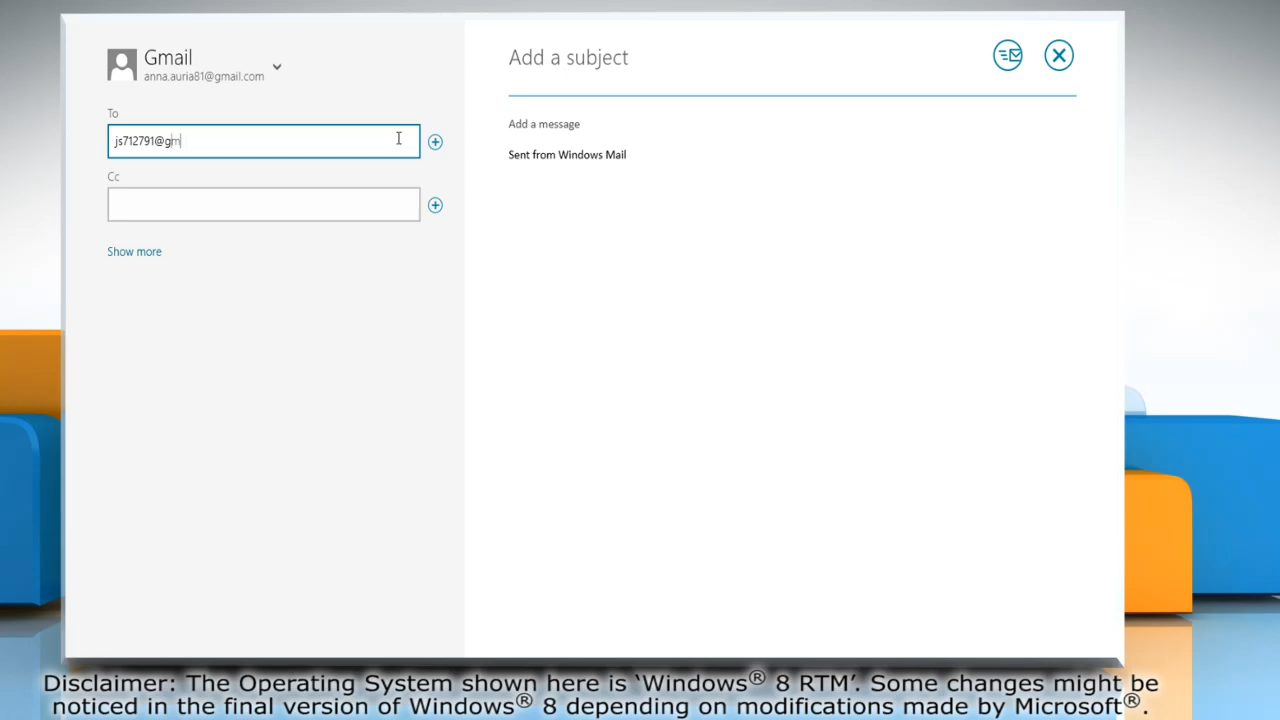 Gmail
anna.auria81@gmail.com
To
js712791@gm
Cc
Show more
Add a subject
Add a message
Sent from Windows Mail
Disclaimer: The Operating System shown here is ‘Windows® 8 RTM’. Some changes might be
noticed in the final version of Windows® 8 depending on modifications made by Microsoft®.